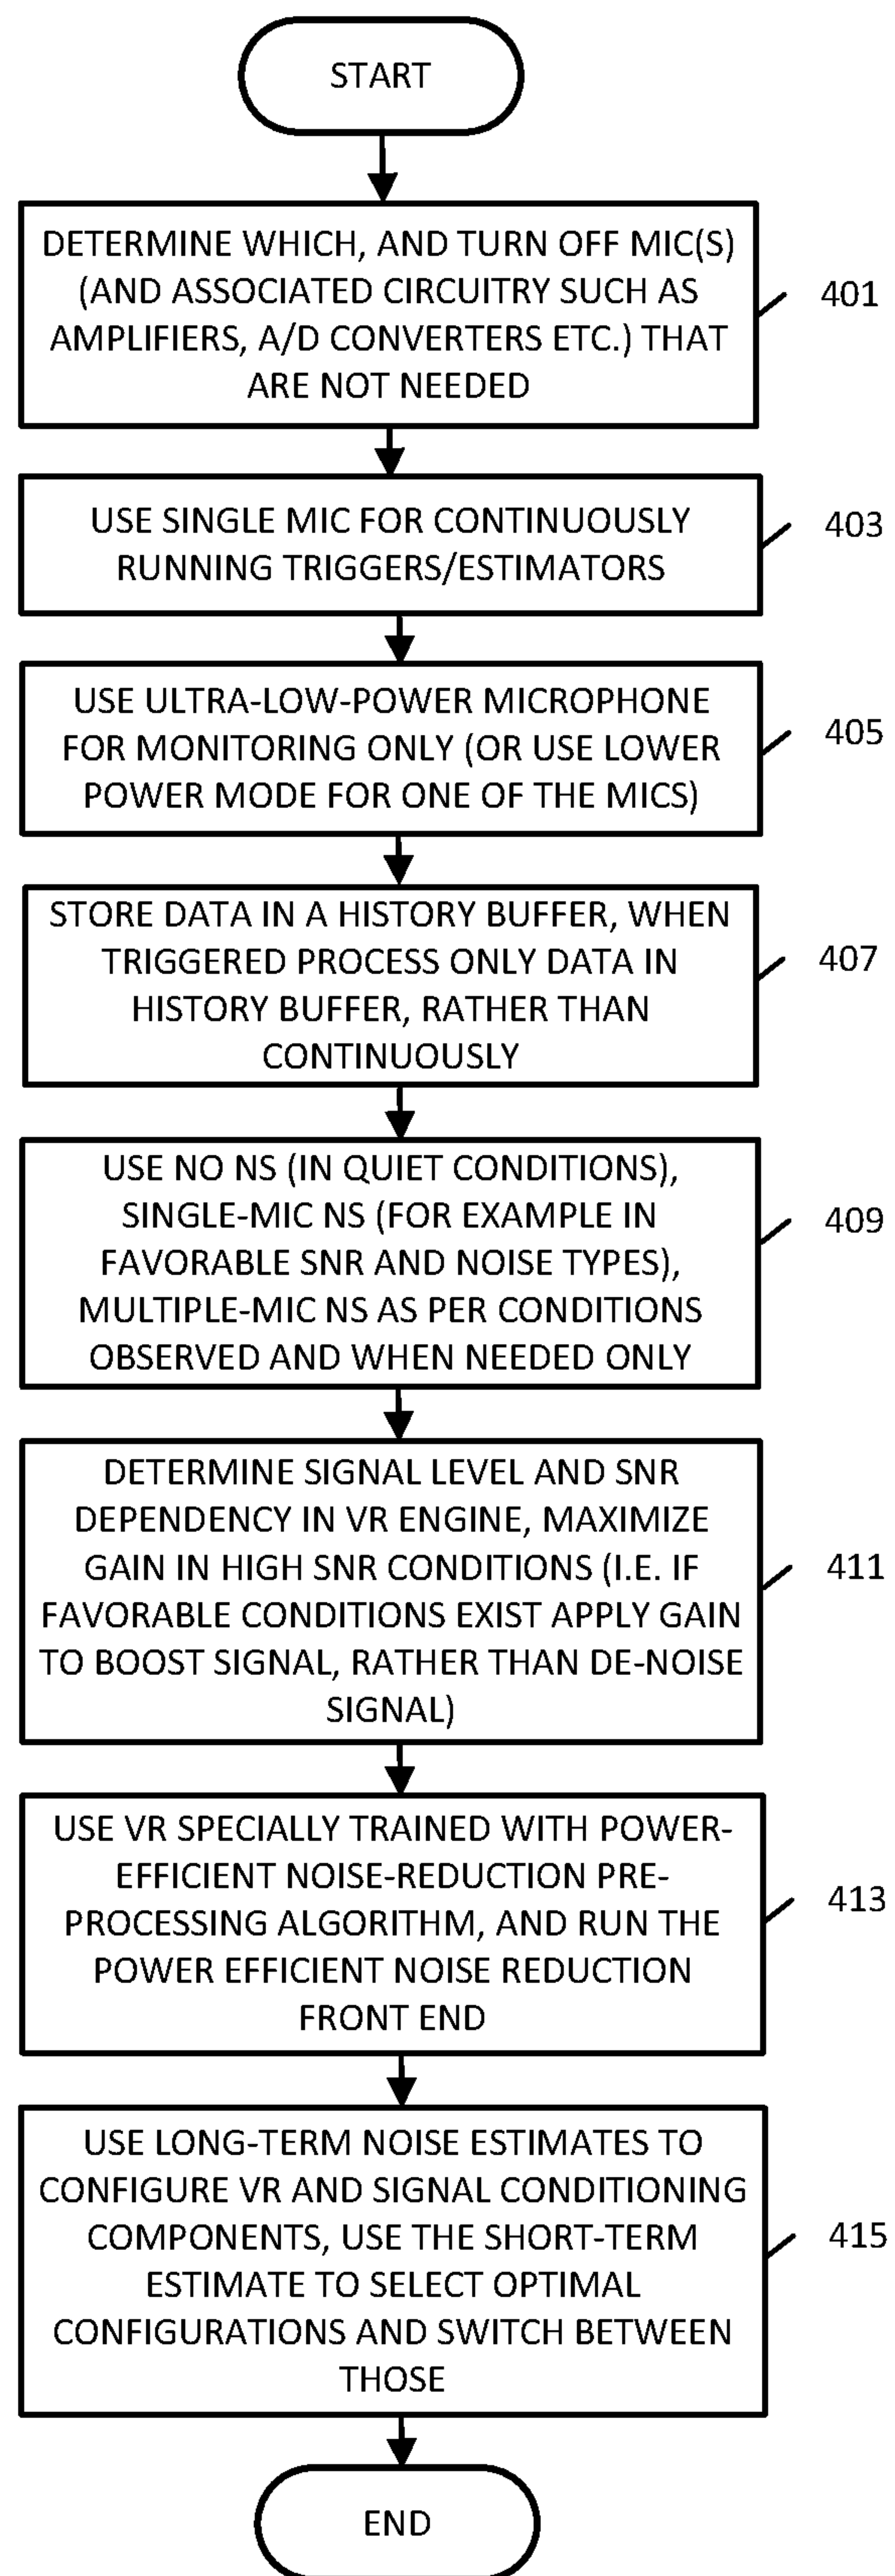 START
DETERMINE WHICH, AND TURN OFF MIC(S)
(AND ASSOCIATED CIRCUITRY SUCH AS
AMPLIFIERS, A/D CONVERTERS ETC.) THAT
ARE NOT NEEDED
401
USE SINGLE MIC FOR CONTINUOUSLY
RUNNING TRIGGERS/ESTIMATORS
403
USE ULTRA-LOW-POWER MICROPHONE
FOR MONITORING ONLY (OR USE LOWER
POWER MODE FOR ONE OF THE MICS)
405
STORE DATA IN A HISTORY BUFFER, WHEN
TRIGGERED PROCESS ONLY DATA IN
HISTORY BUFFER, RATHER THAN
CONTINUOUSLY
407
USE NO NS (IN QUIET CONDITIONS),
SINGLE-MIC NS (FOR EXAMPLE IN
FAVORABLE SNR AND NOISE TYPES),
MULTIPLE-MIC NS AS PER CONDITIONS
OBSERVED AND WHEN NEEDED ONLY
409
DETERMINE SIGNAL LEVEL AND SNR
DEPENDENCY IN VR ENGINE, MAXIMIZE
GAIN IN HIGH SNR CONDITIONS (I.E. IF
FAVORABLE CONDITIONS EXIST APPLY GAIN
TO BOOST SIGNAL, RATHER THAN DE-NOISE
SIGNAL)
411
USE VR SPECIALLY TRAINED WITH POWER-
EFFICIENT NOISE-REDUCTION PRE-
PROCESSING ALGORITHM, AND RUN THE
POWER EFFICIENT NOISE REDUCTION
FRONT END
413
USE LONG-TERM NOISE ESTIMATES TO
CONFIGURE VR AND SIGNAL CONDITIONING
COMPONENTS, USE THE SHORT-TERM
ESTIMATE TO SELECT OPTIMAL
CONFIGURATIONS AND SWITCH BETWEEN
THOSE
415
END